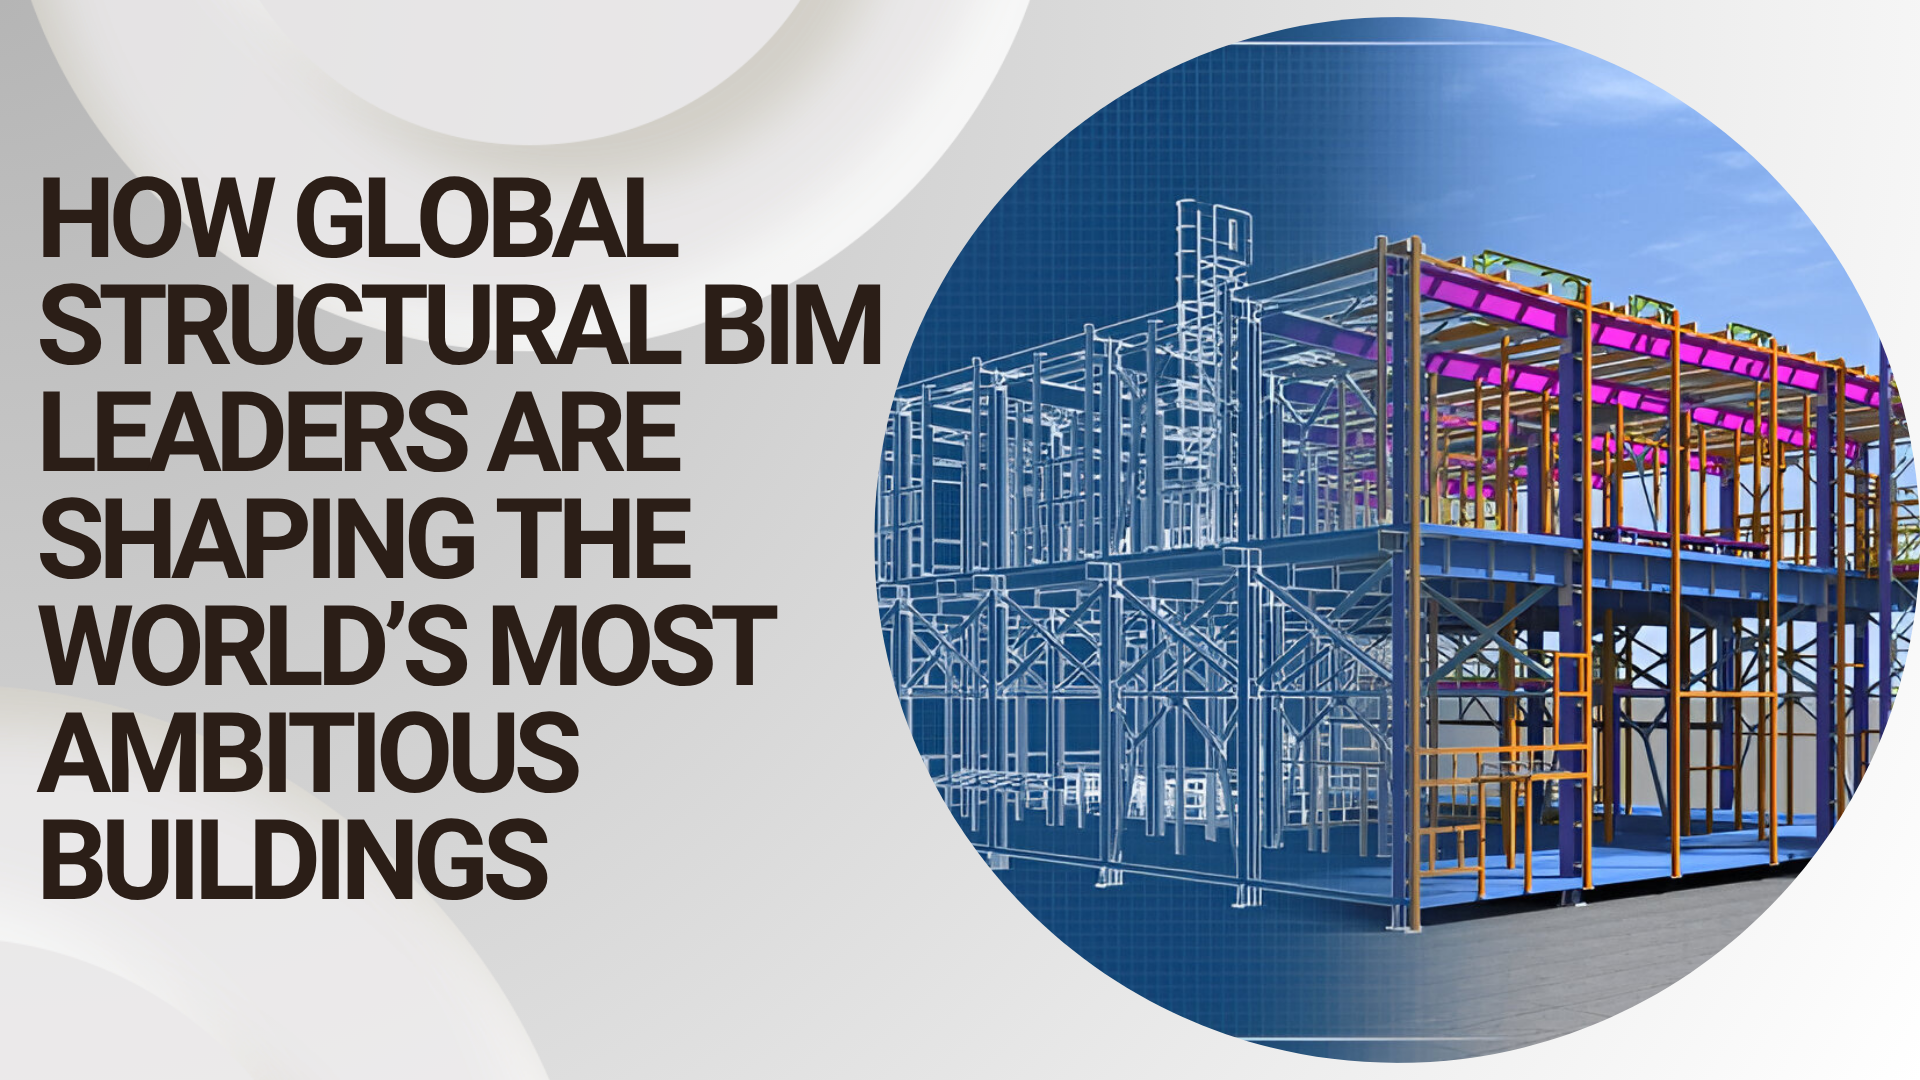 HOW GLOBAL
STRUCTURAL BIM
LEADERS ARE
SHAPING THE
WORLD’S MOST
AMBITIOUS
BUILDINGS